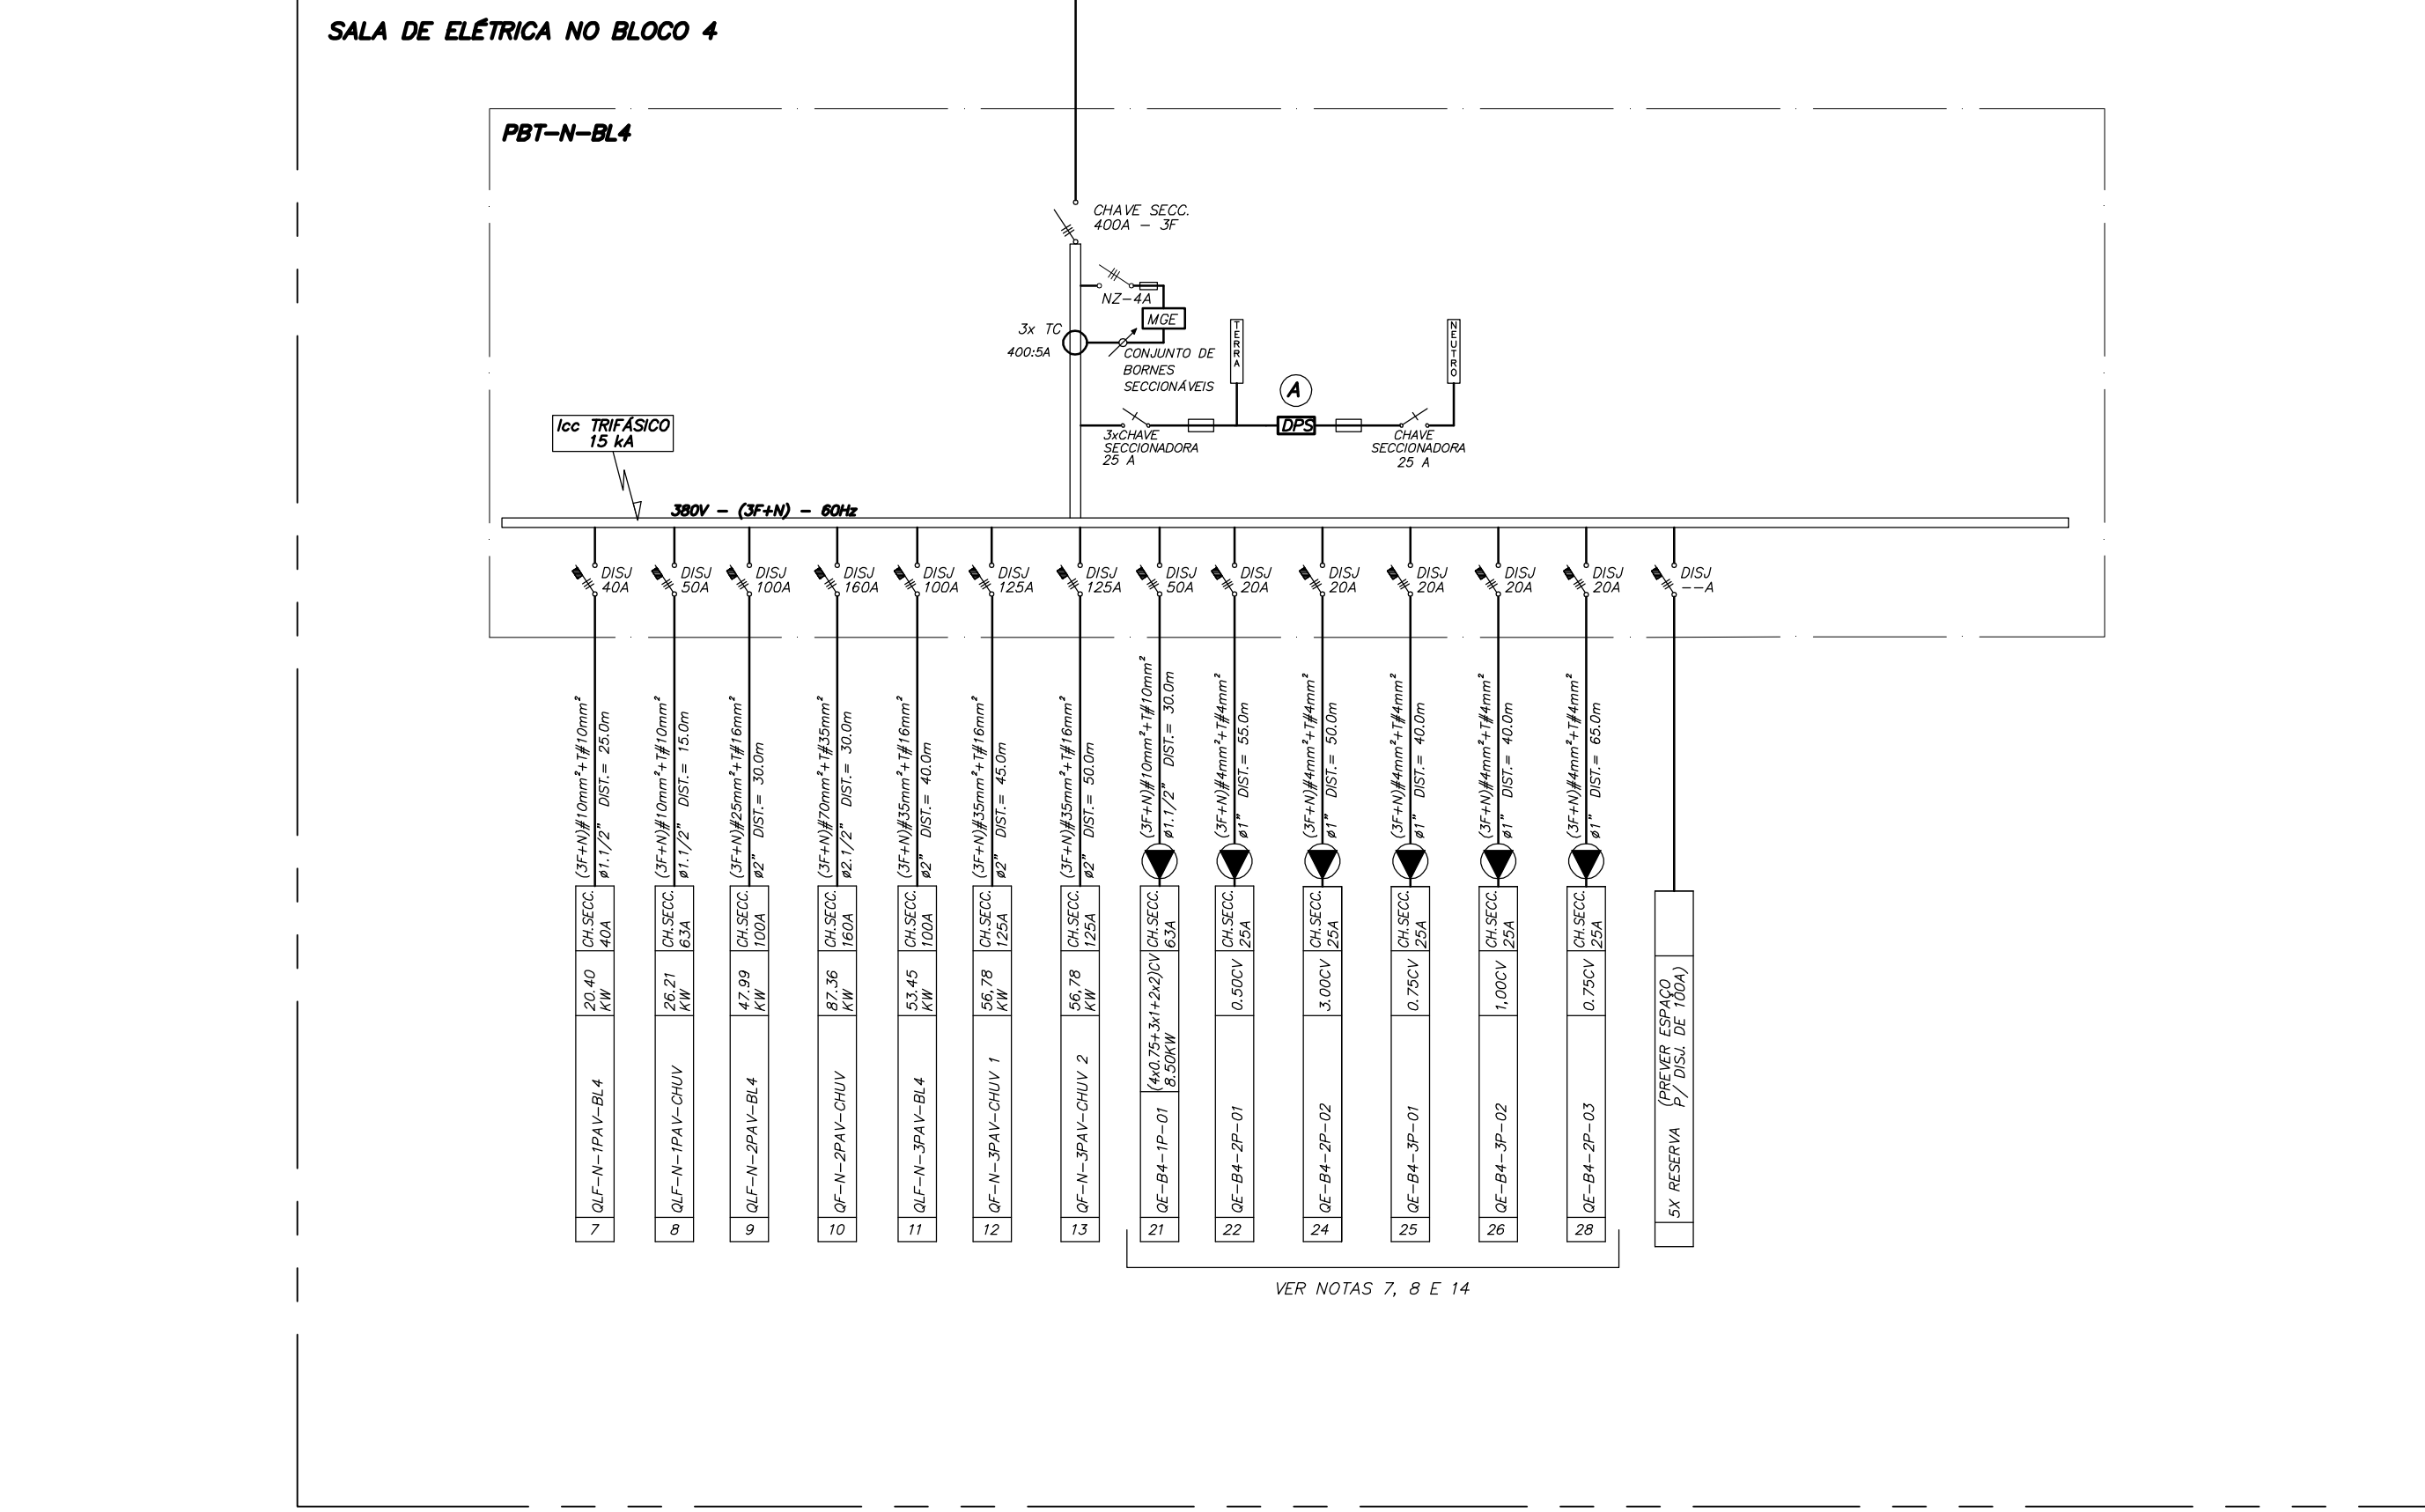 SALA DE ELÉTRICA NO BLOCO 4
PBT-N-BL4
CHAVE SECC.
400A - 3F
NZ-4A
MGE
3x TC
400:5A
CONJUNTO DE
BORNES
SECCIONÁVEIS
TERRA
NEUTRO
A
DPS
3xCHAVE
SECCIONADORA
25 A
CHAVE
SECCIONADORA
25 A
Icc TRIFÁSICO
15 kA
380V - (3F+N) - 60Hz
DISJ
40A
DISJ
50A
DISJ
100A
DISJ
160A
DISJ
100A
DISJ
125A
DISJ
125A
DISJ
50A
DISJ
20A
DISJ
20A
DISJ
20A
DISJ
20A
DISJ
20A
DISJ
--A
(3F+N)#10mm²+T#10mm²
ø1.1/2" DIST.= 25.0m
(3F+N)#10mm²+T#10mm²
ø1.1/2" DIST.= 15.0m
(3F+N)#25mm²+T#16mm²
ø2" DIST.= 30.0m
(3F+N)#70mm²+T#35mm²
ø2.1/2" DIST.= 30.0m
(3F+N)#35mm²+T#16mm²
ø2" DIST.= 40.0m
(3F+N)#35mm²+T#16mm²
ø2" DIST.= 45.0m
(3F+N)#35mm²+T#16mm²
ø2" DIST.= 50.0m
(3F+N)#10mm²+T#10mm²
ø1.1/2" DIST.= 30.0m
(3F+N)#4mm²+T#4mm²
ø1" DIST.= 55.0m
(3F+N)#4mm²+T#4mm²
ø1" DIST.= 50.0m
(3F+N)#4mm²+T#4mm²
ø1" DIST.= 40.0m
(3F+N)#4mm²+T#4mm²
ø1" DIST.= 40.0m
(3F+N)#4mm²+T#4mm²
ø1" DIST.= 65.0m
CH.SECC.
40A
CH.SECC.
63A
CH.SECC.
100A
CH.SECC.
160A
CH.SECC.
100A
CH.SECC.
125A
CH.SECC.
125A
CH.SECC.
63A
CH.SECC.
25A
CH.SECC.
25A
CH.SECC.
25A
CH.SECC.
25A
CH.SECC.
25A
20.40
KW
26.21
KW
47.99
KW
87.36
KW
53.45
KW
56,78
KW
56,78
KW
(4x0.75+3x1+2x2)CV
8.50KW
0.50CV
3.00CV
0.75CV
1,00CV
0.75CV
QLF-N-1PAV-BL4
QLF-N-1PAV-CHUV
QLF-N-2PAV-BL4
QF-N-2PAV-CHUV
QLF-N-3PAV-BL4
QF-N-3PAV-CHUV 1
QF-N-3PAV-CHUV 2
QE-B4-1P-01
QE-B4-2P-01
QE-B4-2P-02
QE-B4-3P-01
QE-B4-3P-02
QE-B4-2P-03
5X RESERVA (PREVER ESPAÇO
P/ DISJ. DE 100A)
7
8
9
10
11
12
13
21
22
24
25
26
28
VER NOTAS 7, 8 E 14